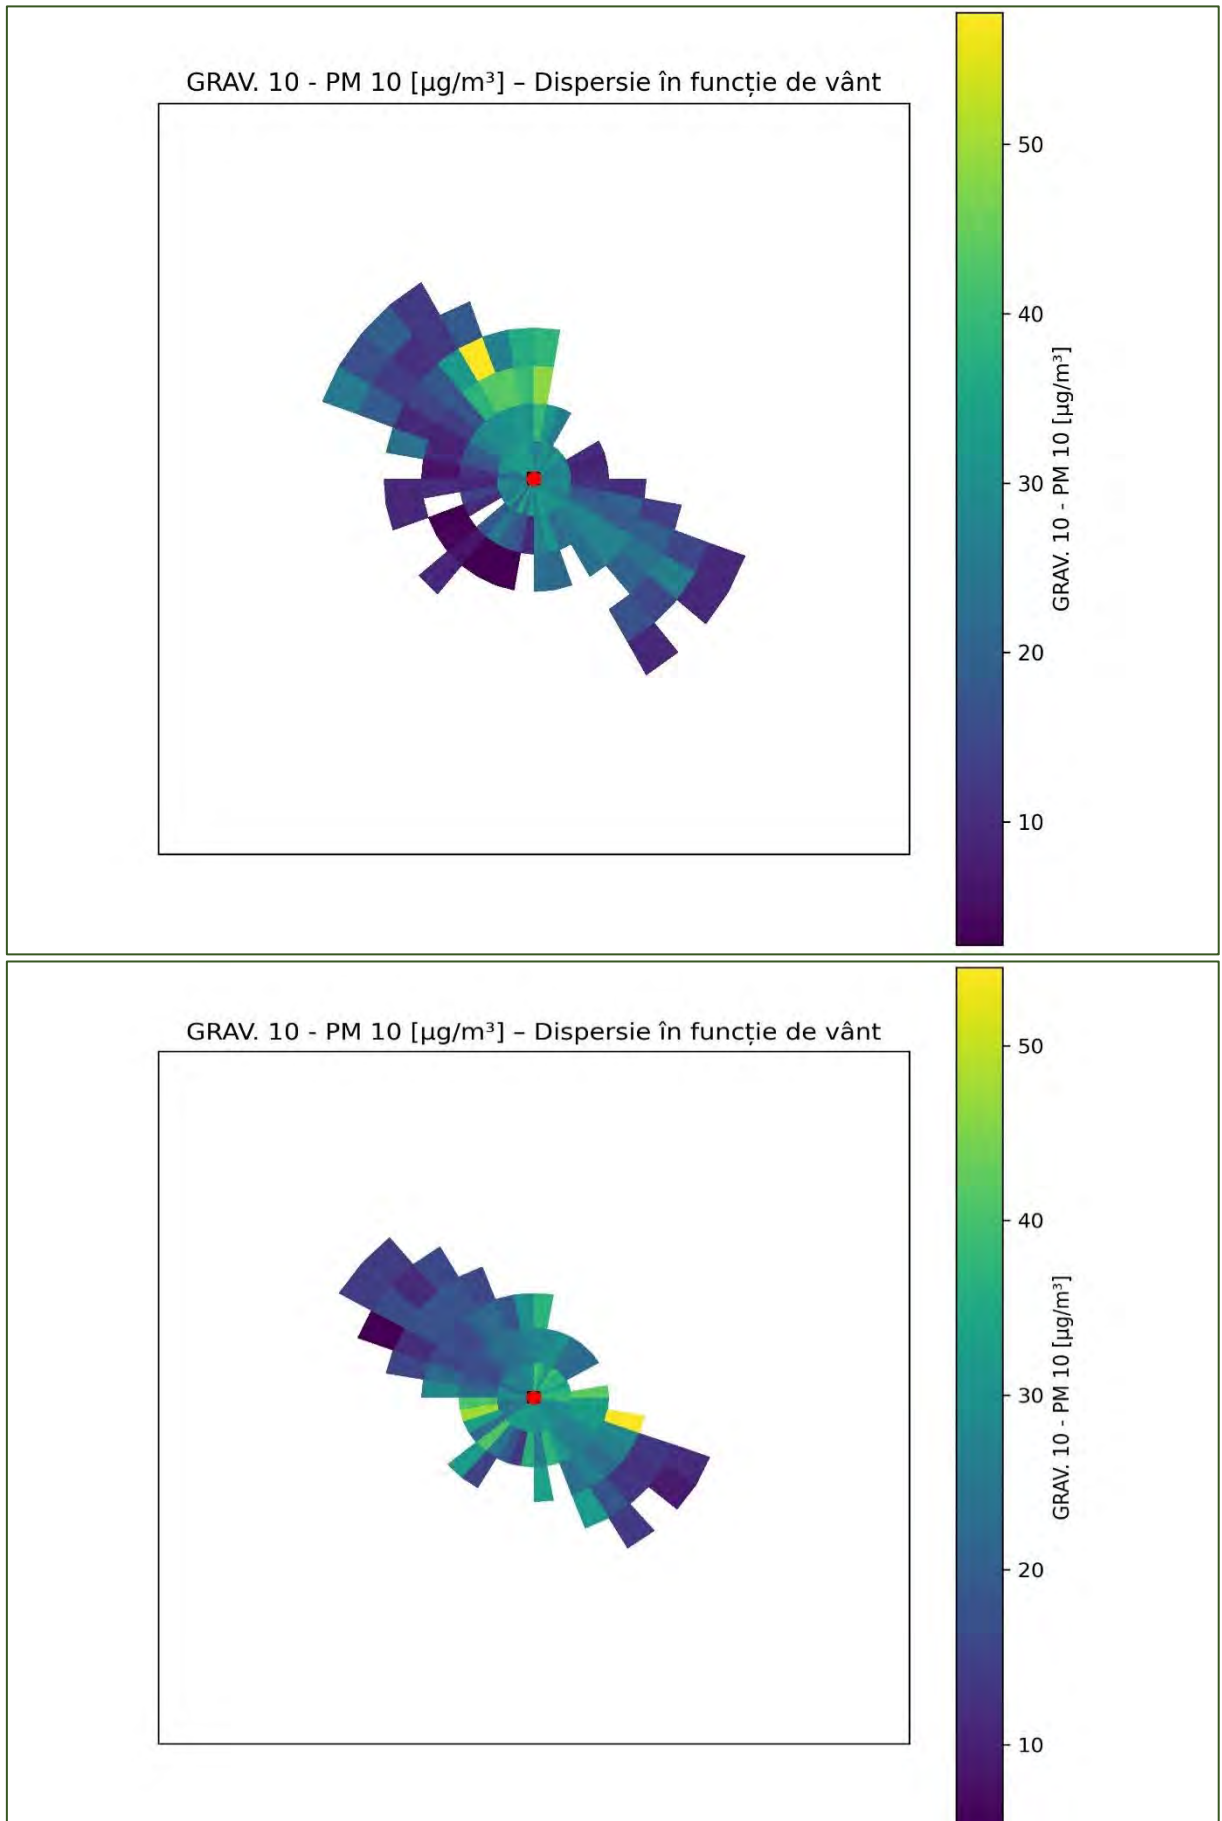 GRAV. 10 - PM 10 [µg/m³] – Dispersie în funcție de vânt
50
40
30
20
10
GRAV. 10 - PM 10 [µg/m³]
GRAV. 10 - PM 10 [µg/m³] – Dispersie în funcție de vânt
50
40
30
20
10
GRAV. 10 - PM 10 [µg/m³]